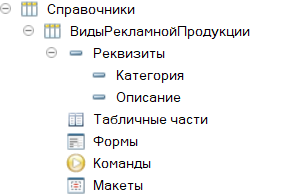 Справочники
ВидыРекламнойПродукции
Реквизиты
Категория
Описание
Табличные части
Формы
Команды
Макеты